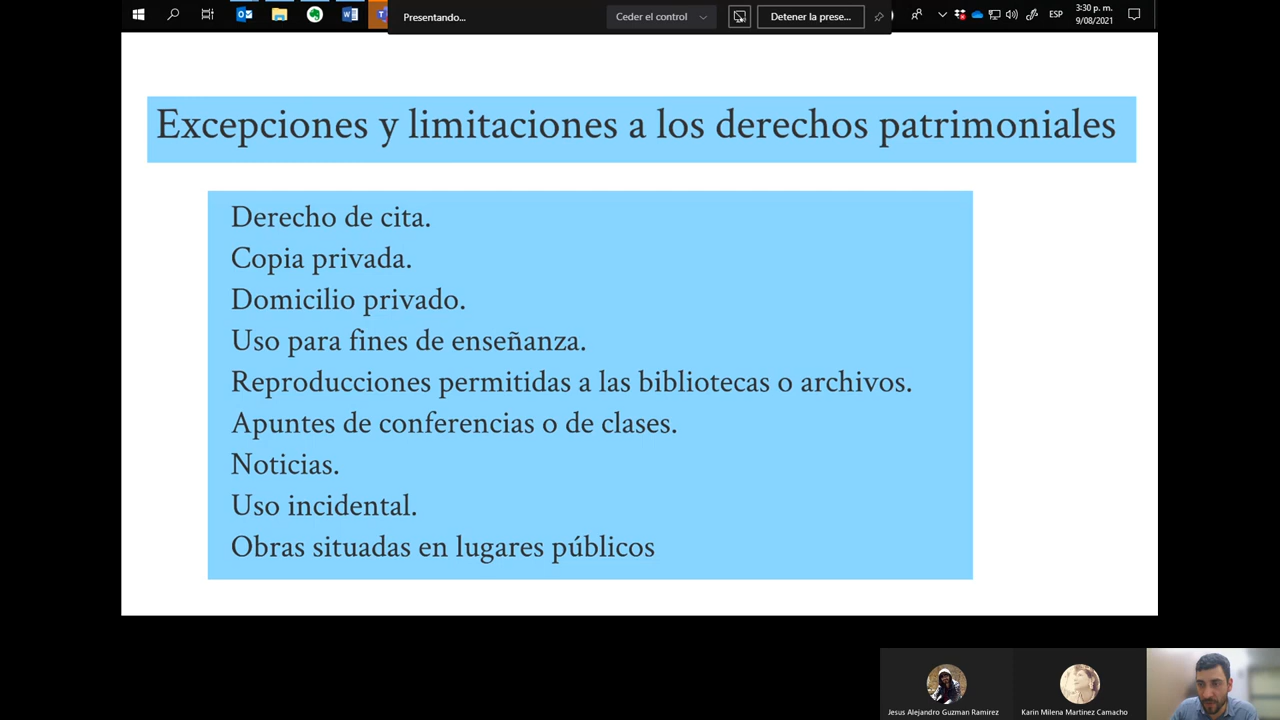 Presentando...
Ceder el control
Detener la prese...
ESP
3:30 p. m.
9/08/2021
Excepciones y limitaciones a los derechos patrimoniales
Derecho de cita.
Copia privada.
Domicilio privado.
Uso para fines de enseñanza.
Reproducciones permitidas a las bibliotecas o archivos.
Apuntes de conferencias o de clases.
Noticias.
Uso incidental.
Obras situadas en lugares públicos
Jesus Alejandro Guzman Ramirez
Karin Milena Martinez Camacho